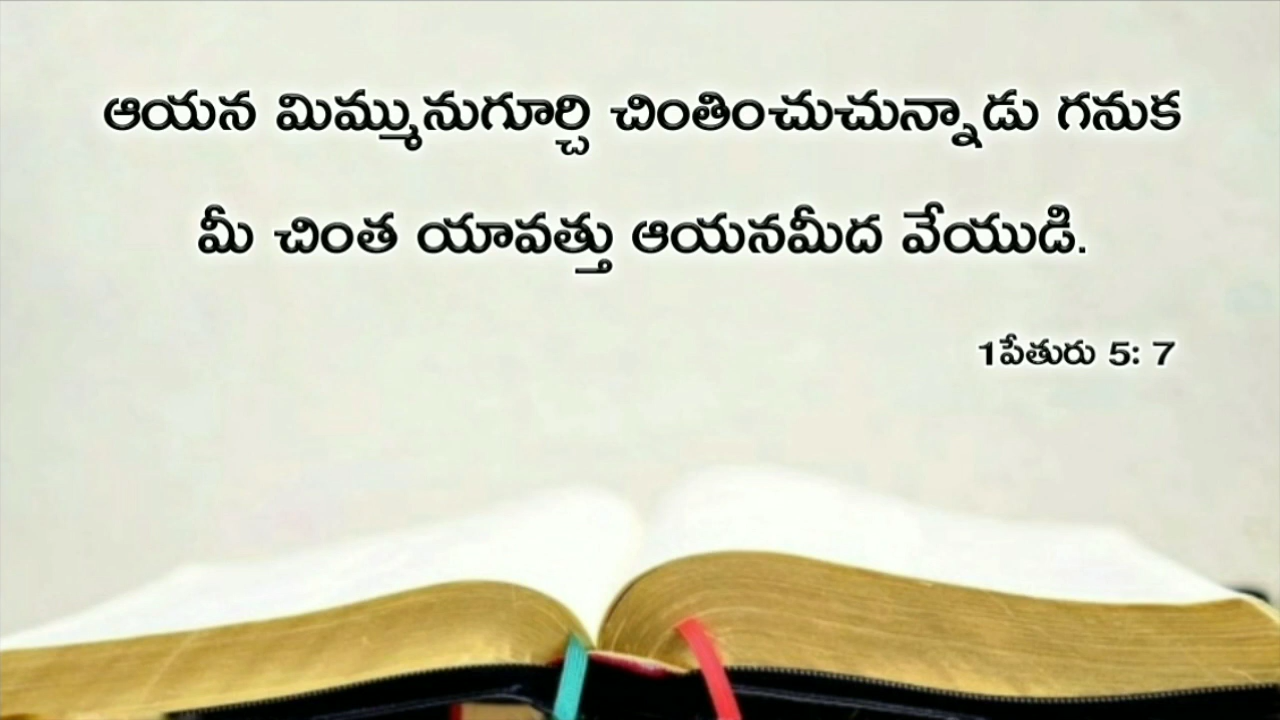 ఆయన మిమ్మునుగూర్చి చింతించుచున్నాడు గనుక
మీ చింత యావత్తు ఆయనమీద వేయుడి.
1పేతురు 5: 7